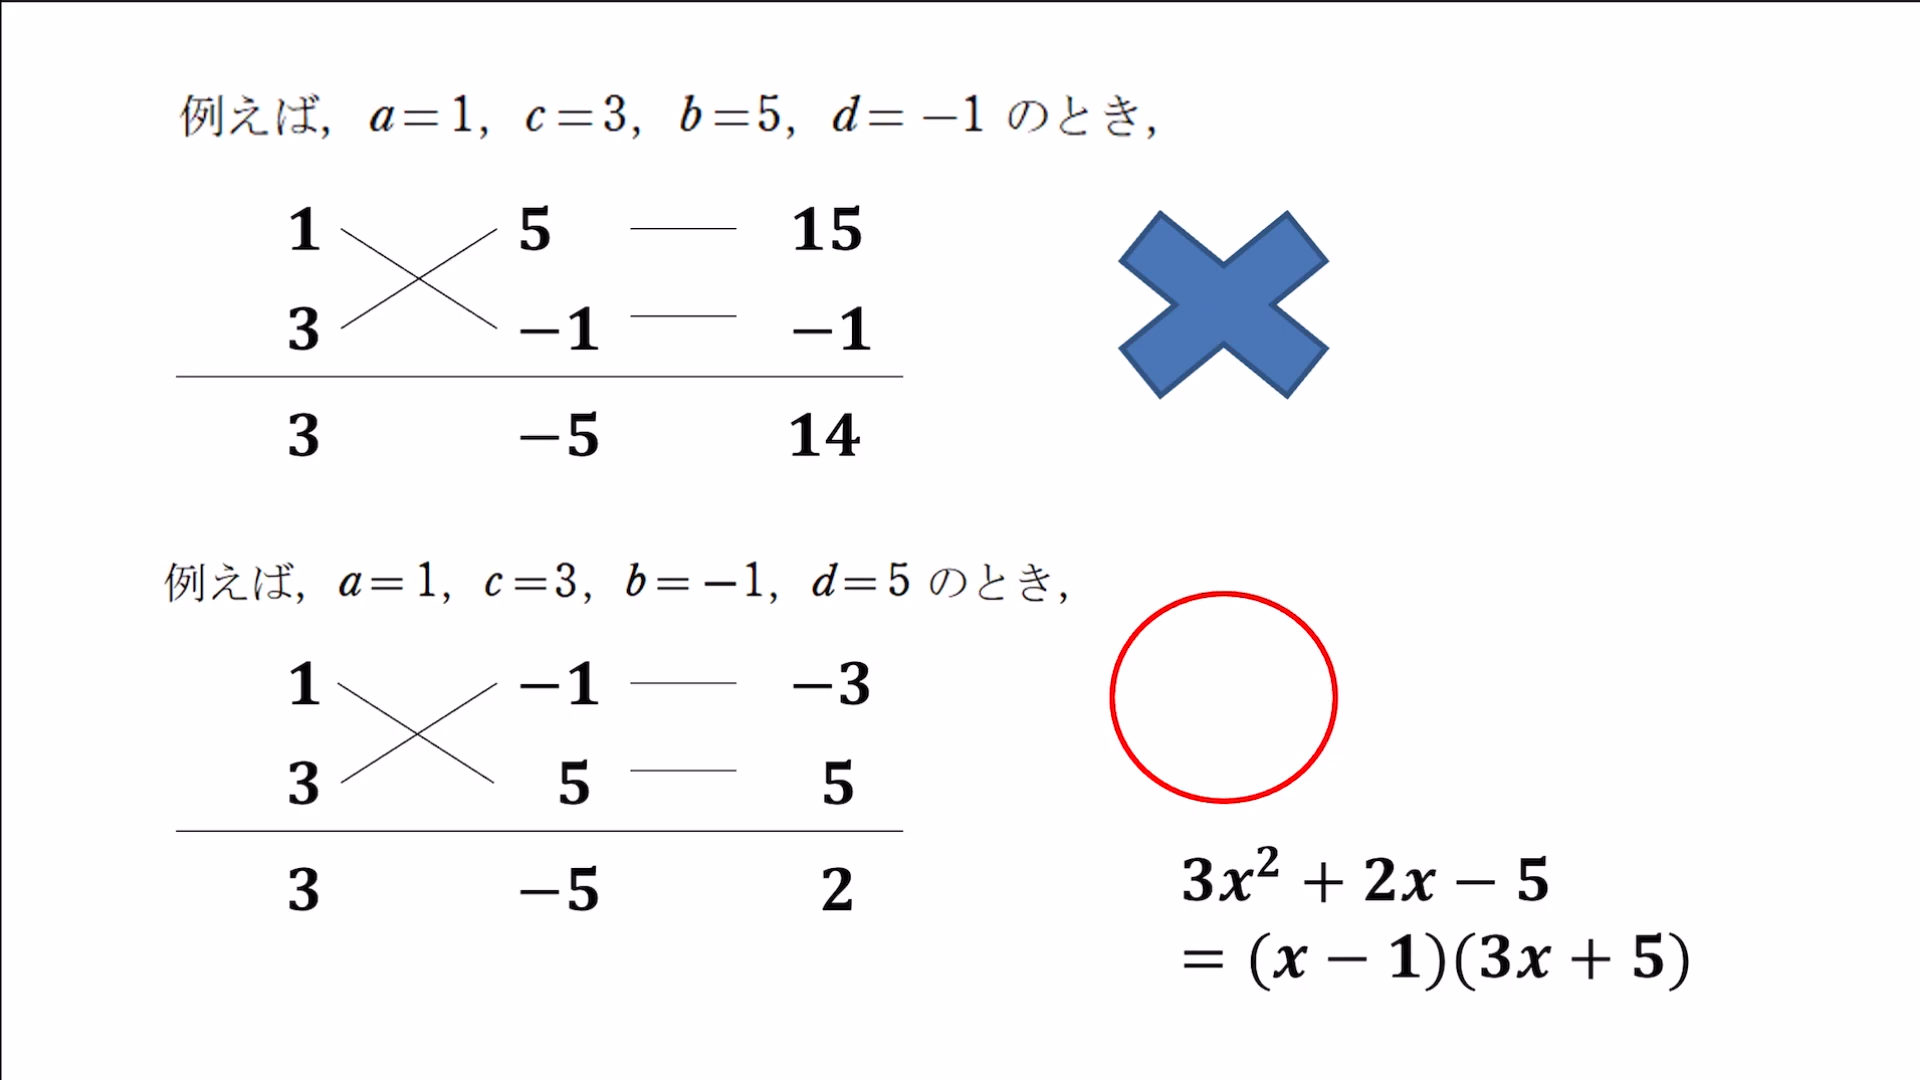 例えば, a=1, c=3, b=5, d=−1 のとき,
1 5 15
3 −1 −1
3 −5 14
例えば, a=1, c=3, b=−1, d=5 のとき,
1 −1 −3
3 5 5
3 −5 2
3x² + 2x − 5
= (x − 1)(3x + 5)